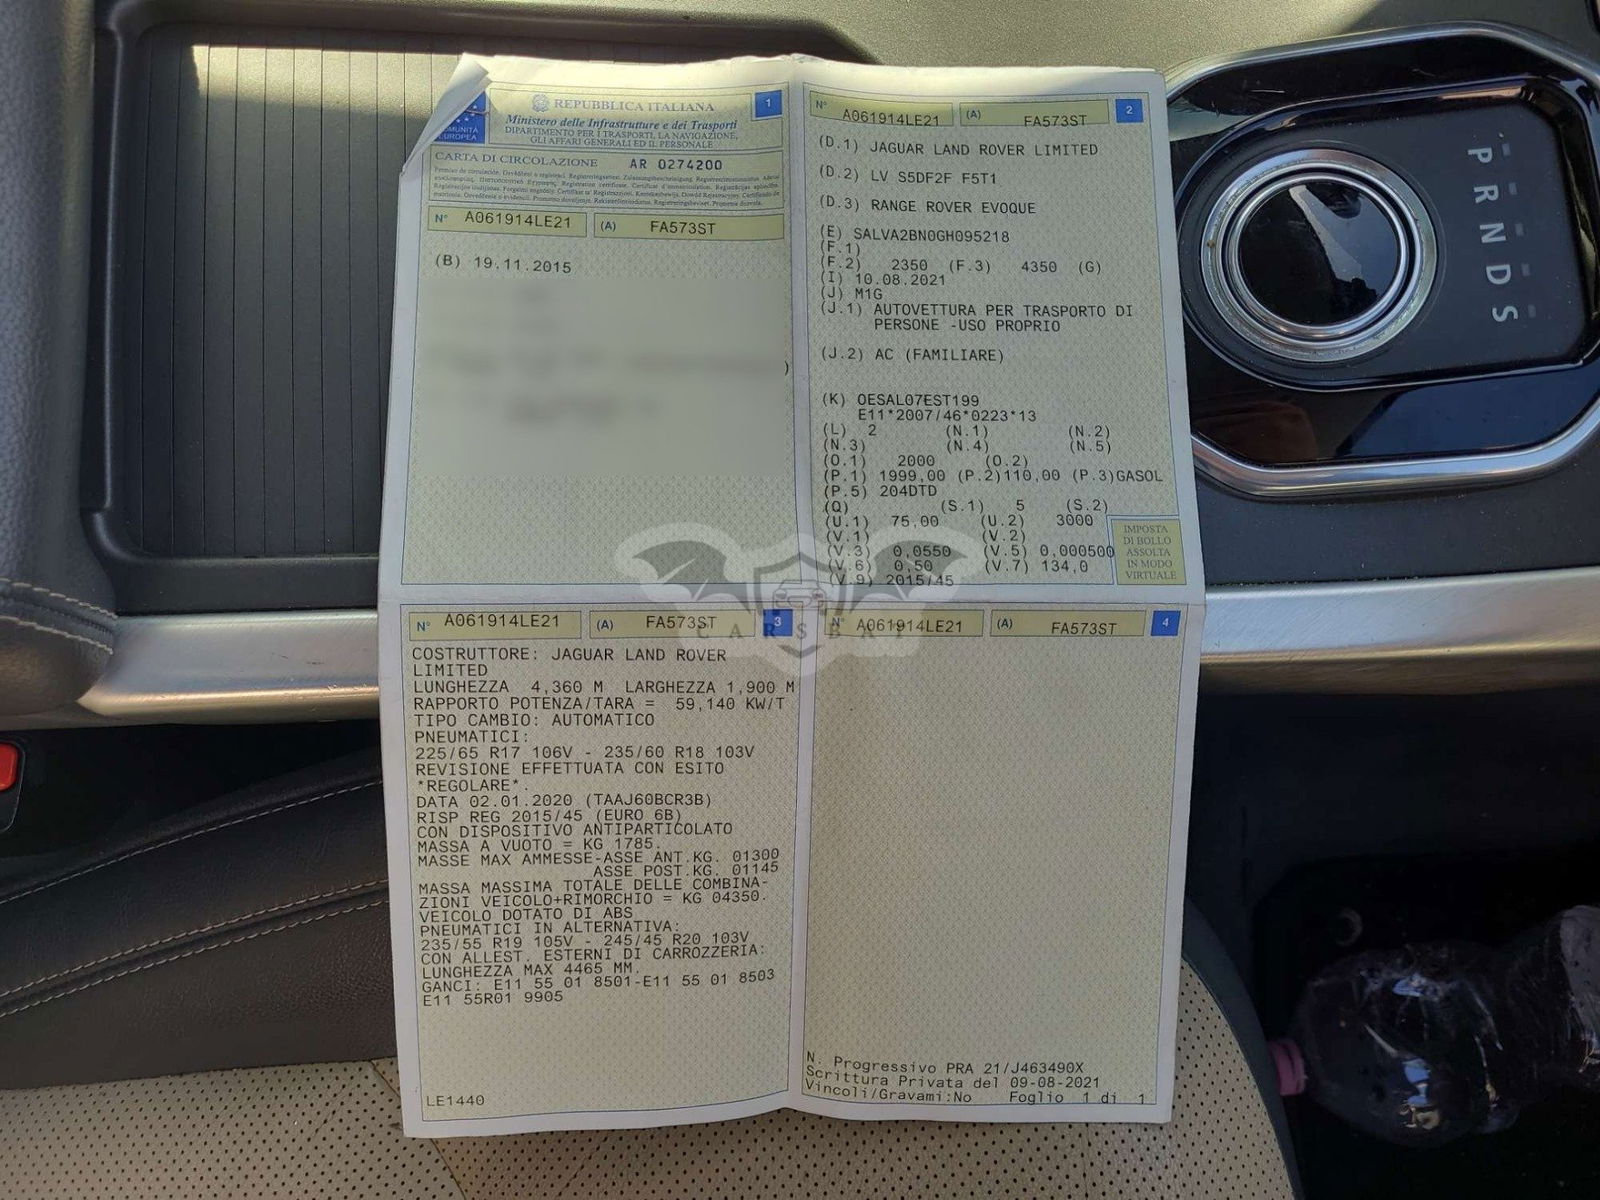 COMUNITÀ
EUROPEA
REPUBBLICA ITALIANA
1
Ministero delle Infrastrutture e dei Trasporti
DIPARTIMENTO PER I TRASPORTI, LA NAVIGAZIONE,
GLI AFFARI GENERALI ED IL PERSONALE
CARTA DI CIRCOLAZIONE AR 0274200
N° A061914LE21 (A) FA573ST
(B) 19.11.2015
)
N° A061914LE21 (A) FA573ST 2
(D.1) JAGUAR LAND ROVER LIMITED
(D.2) LV S5DF2F F5T1
(D.3) RANGE ROVER EVOQUE
(E) SALVA2BN0GH095218
(F.1)
(F.2) 2350 (F.3) 4350 (G)
(I) 10.08.2021
(J) M1G
(J.1) AUTOVETTURA PER TRASPORTO DI
PERSONE -USO PROPRIO
(J.2) AC (FAMILIARE)
(K) OESAL07EST199
E11*2007/46*0223*13
(L) 2 (N.1) (N.2)
(N.3) (N.4) (N.5)
(O.1) 2000 (O.2)
(P.1) 1999,00 (P.2)110,00 (P.3)GASOL
(P.5) 204DTD
(Q) (S.1) 5 (S.2)
(U.1) 75,00 (U.2) 3000
(V.1) (V.2)
(V.3) 0,0550 (V.5) 0,000500
(V.6) 0,50 (V.7) 134,0
(V.9) 2015/45
IMPOSTA
DI BOLLO
ASSOLTA
IN MODO
VIRTUALE
N° A061914LE21 (A) FA573ST 3
COSTRUTTORE: JAGUAR LAND ROVER
LIMITED
LUNGHEZZA 4,360 M LARGHEZZA 1,900 M
RAPPORTO POTENZA/TARA = 59,140 KW/T
TIPO CAMBIO: AUTOMATICO
PNEUMATICI:
225/65 R17 106V - 235/60 R18 103V
REVISIONE EFFETTUATA CON ESITO
*REGOLARE*.
DATA 02.01.2020 (TAAJ60BCR3B)
RISP REG 2015/45 (EURO 6B)
CON DISPOSITIVO ANTIPARTICOLATO
MASSA A VUOTO = KG 1785.
MASSE MAX AMMESSE-ASSE ANT.KG. 01300
ASSE POST.KG. 01145
MASSA MASSIMA TOTALE DELLE COMBINA-
ZIONI VEICOLO+RIMORCHIO = KG 04350.
VEICOLO DOTATO DI ABS
PNEUMATICI IN ALTERNATIVA:
235/55 R19 105V - 245/45 R20 103V
CON ALLEST. ESTERNI DI CARROZZERIA:
LUNGHEZZA MAX 4465 MM.
GANCI: E11 55 01 8501-E11 55 01 8503
E11 55R01 9905
LE1440
N° A061914LE21 (A) FA573ST 4
N. Progressivo PRA 21/J463490X
Scrittura Privata del 09-08-2021
Vincoli/Gravami:No Foglio 1 di 1
CARSBAT
P
R
N
D
S